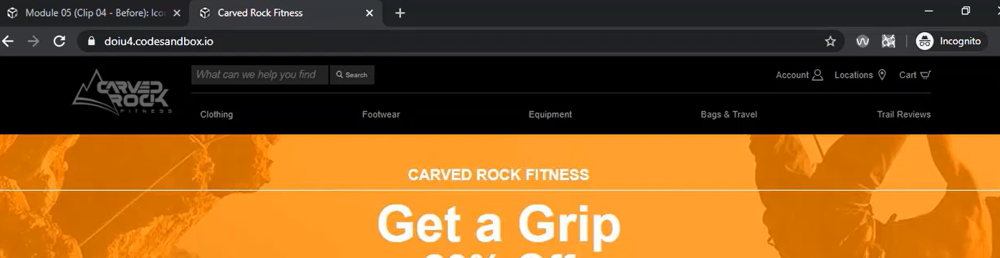 Module 05 (Clip 04 - Before): Ico
Carved Rock Fitness
doiu4.codesandbox.io
Incognito
CARVED
ROCK
FITNESS
What can we help you find
Search
Account
Locations
Cart
Clothing
Footwear
Equipment
Bags & Travel
Trail Reviews
CARVED ROCK FITNESS
Get a Grip